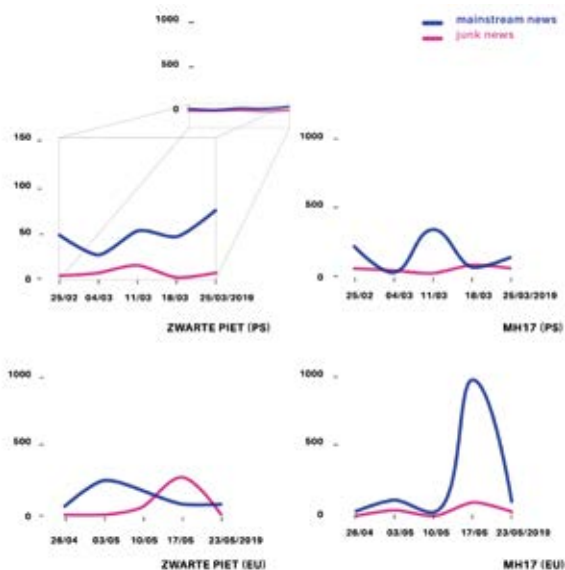 mainstream news
junk news
1000
500
0
150
100
50
0
25/02 04/03 11/03 18/03 25/03/2019
ZWARTE PIET (PS)
1000
500
0
25/02 04/03 11/03 18/03 25/03/2019
MH17 (PS)
1000
500
0
26/04 03/05 10/05 17/05 23/05/2019
ZWARTE PIET (EU)
1000
500
0
26/04 03/05 10/05 17/05 23/05/2019
MH17 (EU)